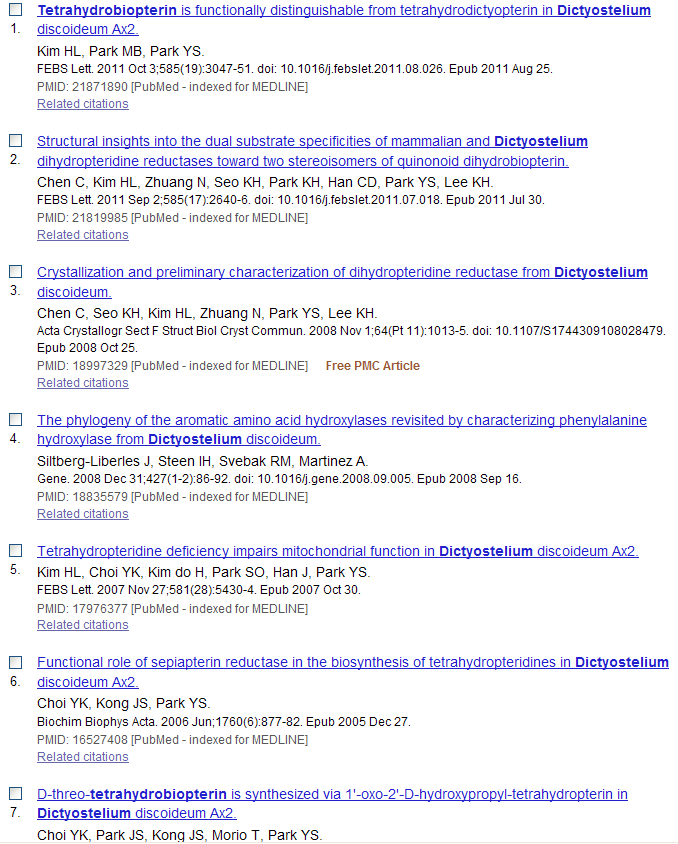 Tetrahydrobiopterin is functionally distinguishable from tetrahydrodictyopterin in Dictyostelium
1. discoideum Ax2.
Kim HL, Park MB, Park YS.
FEBS Lett. 2011 Oct 3;585(19):3047-51. doi: 10.1016/j.febslet.2011.08.026. Epub 2011 Aug 25.
PMID: 21871890 [PubMed - indexed for MEDLINE]
Related citations
Structural insights into the dual substrate specificities of mammalian and Dictyostelium
2. dihydropteridine reductases toward two stereoisomers of quinonoid dihydrobiopterin.
Chen C, Kim HL, Zhuang N, Seo KH, Park KH, Han CD, Park YS, Lee KH.
FEBS Lett. 2011 Sep 2;585(17):2640-6. doi: 10.1016/j.febslet.2011.07.018. Epub 2011 Jul 30.
PMID: 21819985 [PubMed - indexed for MEDLINE]
Related citations
Crystallization and preliminary characterization of dihydropteridine reductase from Dictyostelium
3. discoideum.
Chen C, Seo KH, Kim HL, Zhuang N, Park YS, Lee KH.
Acta Crystallogr Sect F Struct Biol Cryst Commun. 2008 Nov 1;64(Pt 11):1013-5. doi: 10.1107/S1744309108028479.
Epub 2008 Oct 25.
PMID: 18997329 [PubMed - indexed for MEDLINE] Free PMC Article
Related citations
The phylogeny of the aromatic amino acid hydroxylases revisited by characterizing phenylalanine
4. hydroxylase from Dictyostelium discoideum.
Siltberg-Liberles J, Steen IH, Svebak RM, Martinez A.
Gene. 2008 Dec 31;427(1-2):86-92. doi: 10.1016/j.gene.2008.09.005. Epub 2008 Sep 16.
PMID: 18835579 [PubMed - indexed for MEDLINE]
Related citations
Tetrahydropteridine deficiency impairs mitochondrial function in Dictyostelium discoideum Ax2.
5. Kim HL, Choi YK, Kim do H, Park SO, Han J, Park YS.
FEBS Lett. 2007 Nov 27;581(28):5430-4. Epub 2007 Oct 30.
PMID: 17976377 [PubMed - indexed for MEDLINE]
Related citations
Functional role of sepiapterin reductase in the biosynthesis of tetrahydropteridines in Dictyostelium
6. discoideum Ax2.
Choi YK, Kong JS, Park YS.
Biochim Biophys Acta. 2006 Jun;1760(6):877-82. Epub 2005 Dec 27.
PMID: 16527408 [PubMed - indexed for MEDLINE]
Related citations
D-threo-tetrahydrobiopterin is synthesized via 1'-oxo-2'-D-hydroxypropyl-tetrahydropterin in
7. Dictyostelium discoideum Ax2.
Choi YK, Park JS, Kong JS, Morio T, Park YS.